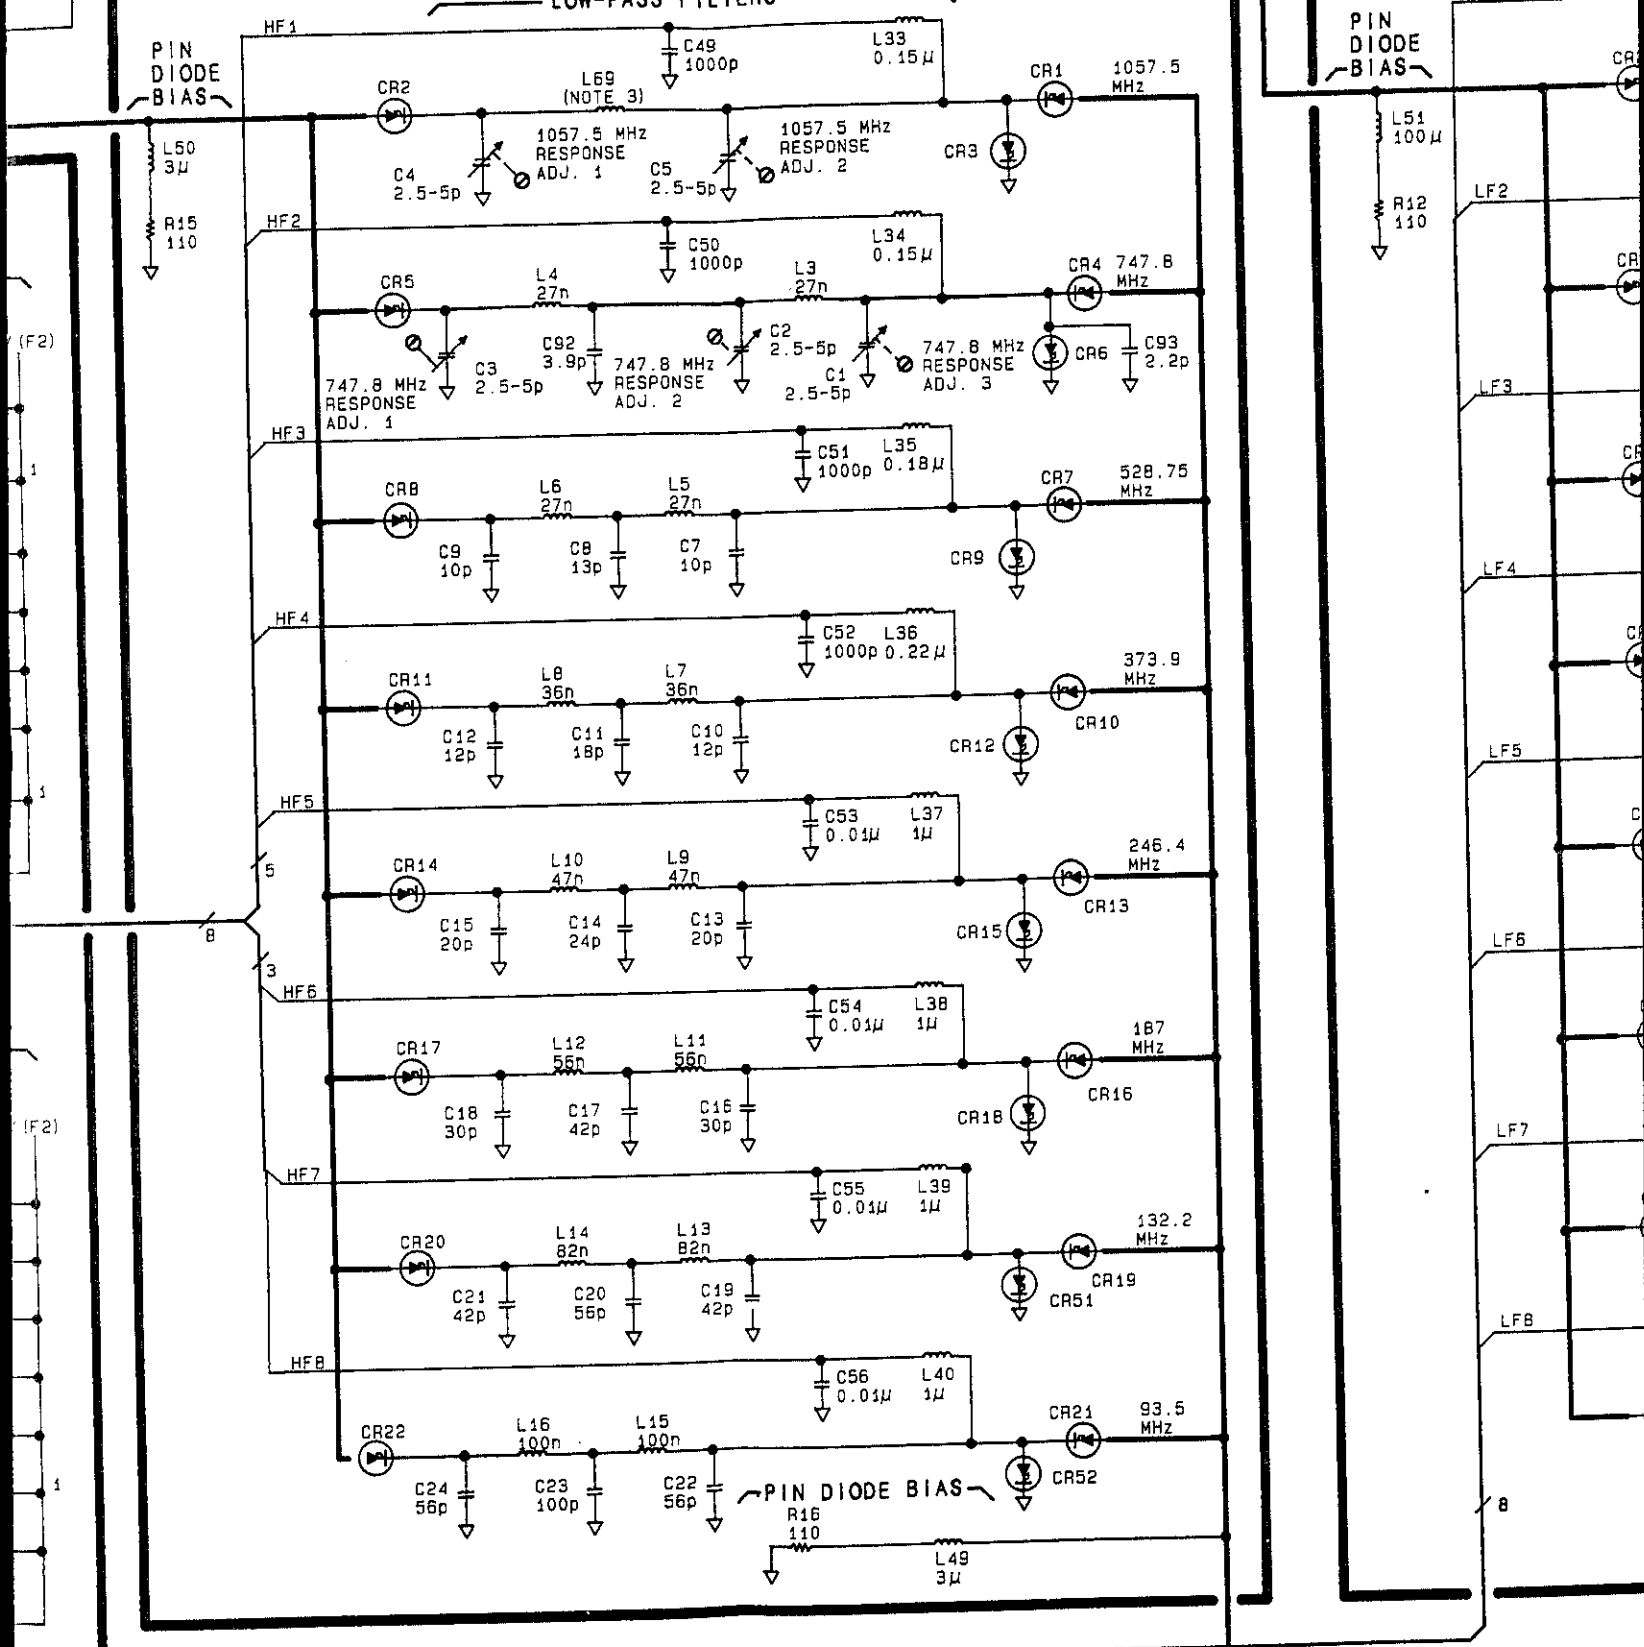 LOW-PASS FILTERS
PIN
DIODE
BIAS
L50
3µ
R15
110
HF1
C49
1000p
L33
0.15µ
CR2
L69
(NOTE 3)
CR1
1057.5
MHz
C4
2.5-5p
1057.5 MHz
RESPONSE
ADJ. 1
C5
2.5-5p
1057.5 MHz
RESPONSE
ADJ. 2
CR3
HF2
C50
1000p
L34
0.15µ
CR5
L4
27n
L3
27n
CR4
747.8
MHz
747.8 MHz
RESPONSE
ADJ. 1
C3
2.5-5p
C92
3.9p
747.8 MHz
RESPONSE
ADJ. 2
C2
2.5-5p
C1
2.5-5p
747.8 MHz
RESPONSE
ADJ. 3
CR6
C93
2.2p
HF3
C51
1000p
L35
0.18µ
CR8
L6
27n
L5
27n
CR7
528.75
MHz
C9
10p
C8
13p
C7
10p
CR9
HF4
C52
1000p
L36
0.22µ
CR11
L8
36n
L7
36n
373.9
MHz
CR10
C12
12p
C11
18p
C10
12p
CR12
HF5
C53
0.01µ
L37
1µ
5
CR14
L10
47n
L9
47n
246.4
MHz
CR13
C15
20p
C14
24p
C13
20p
CR15
8
3
HF6
C54
0.01µ
L38
1µ
CR17
L12
56n
L11
56n
187
MHz
CR16
C18
30p
C17
42p
C16
30p
CR18
HF7
C55
0.01µ
L39
1µ
CR20
L14
82n
L13
82n
132.2
MHz
CR19
C21
42p
C20
56p
C19
42p
CR51
HF8
C56
0.01µ
L40
1µ
CR22
L16
100n
L15
100n
CR21
93.5
MHz
C24
56p
C23
100p
C22
56p
CR52
PIN DIODE BIAS
R16
110
L49
3µ
(F2)
1
1
(F2)
1
PIN
DIODE
BIAS
L51
100µ
R12
110
LF2
LF3
LF4
LF5
LF6
LF7
LF8
8